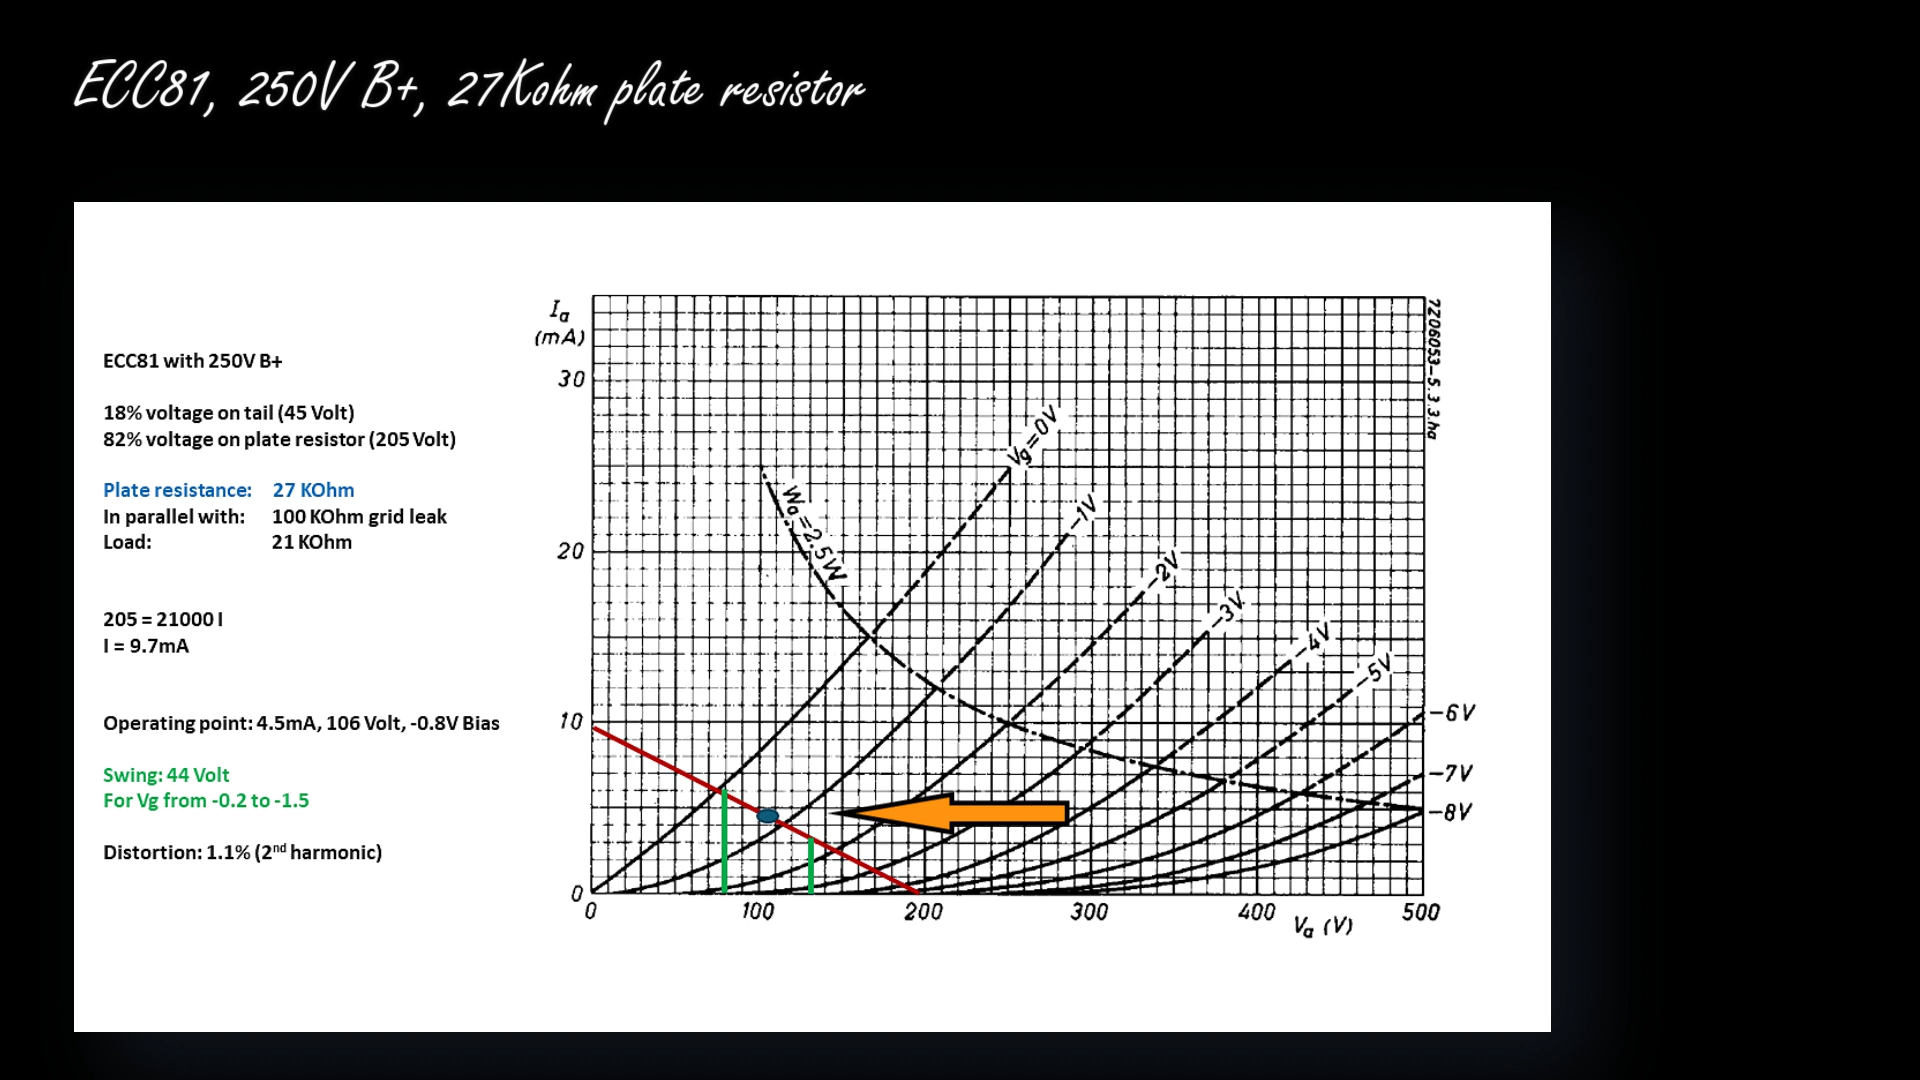 ECC81, 250V B+, 27Kohm plate resistor
ECC81 with 250V B+
18% voltage on tail (45 Volt)
82% voltage on plate resistor (205 Volt)
Plate resistance: 27 KOhm
In parallel with: 100 KOhm grid leak
Load: 21 KOhm
205 = 21000 I
I = 9.7mA
Operating point: 4.5mA, 106 Volt, -0.8V Bias
Swing: 44 Volt
For Vg from -0.2 to -1.5
Distortion: 1.1% (2nd harmonic)
Ia
(mA)
30
20
10
0
Wa=2.5W
Vg=0V
-1V
-2V
-3V
-4V
-5V
-6V
-7V
-8V
7206053-5.3.3.ha
0 100 200 300 400 500
Va (V)